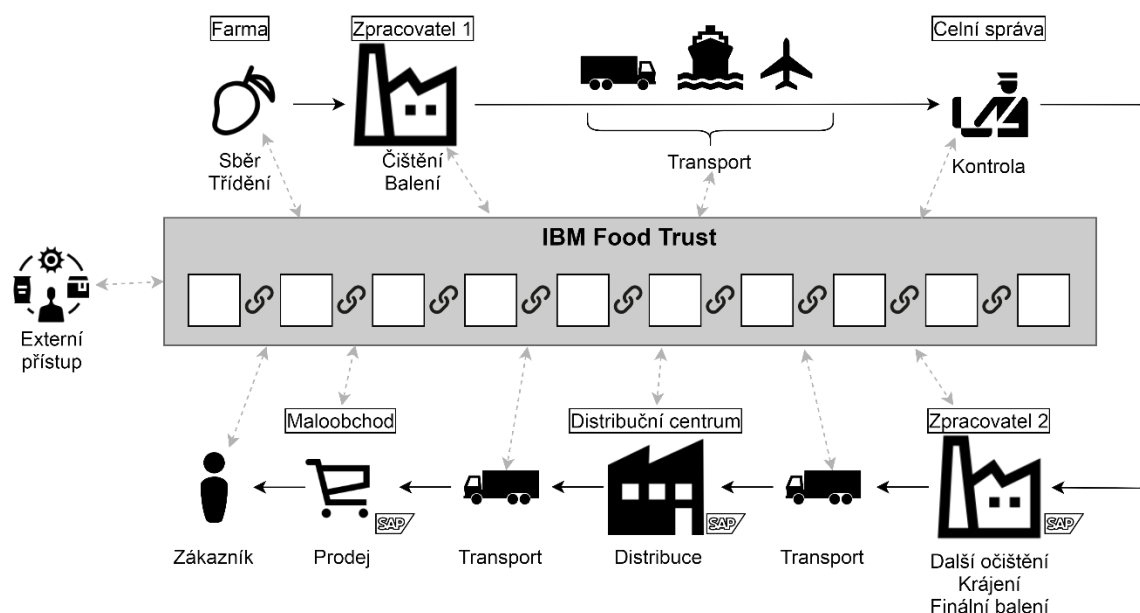 Farma
Zpracovatel 1
Celní správa
Sběr
Třídění
Čištění
Balení
Transport
Kontrola
IBM Food Trust
Externí
přístup
Maloobchod
Distribuční centrum
Zpracovatel 2
SAP
SAP
SAP
Zákazník
Prodej
Transport
Distribuce
Transport
Další očištění
Krájení
Finální balení